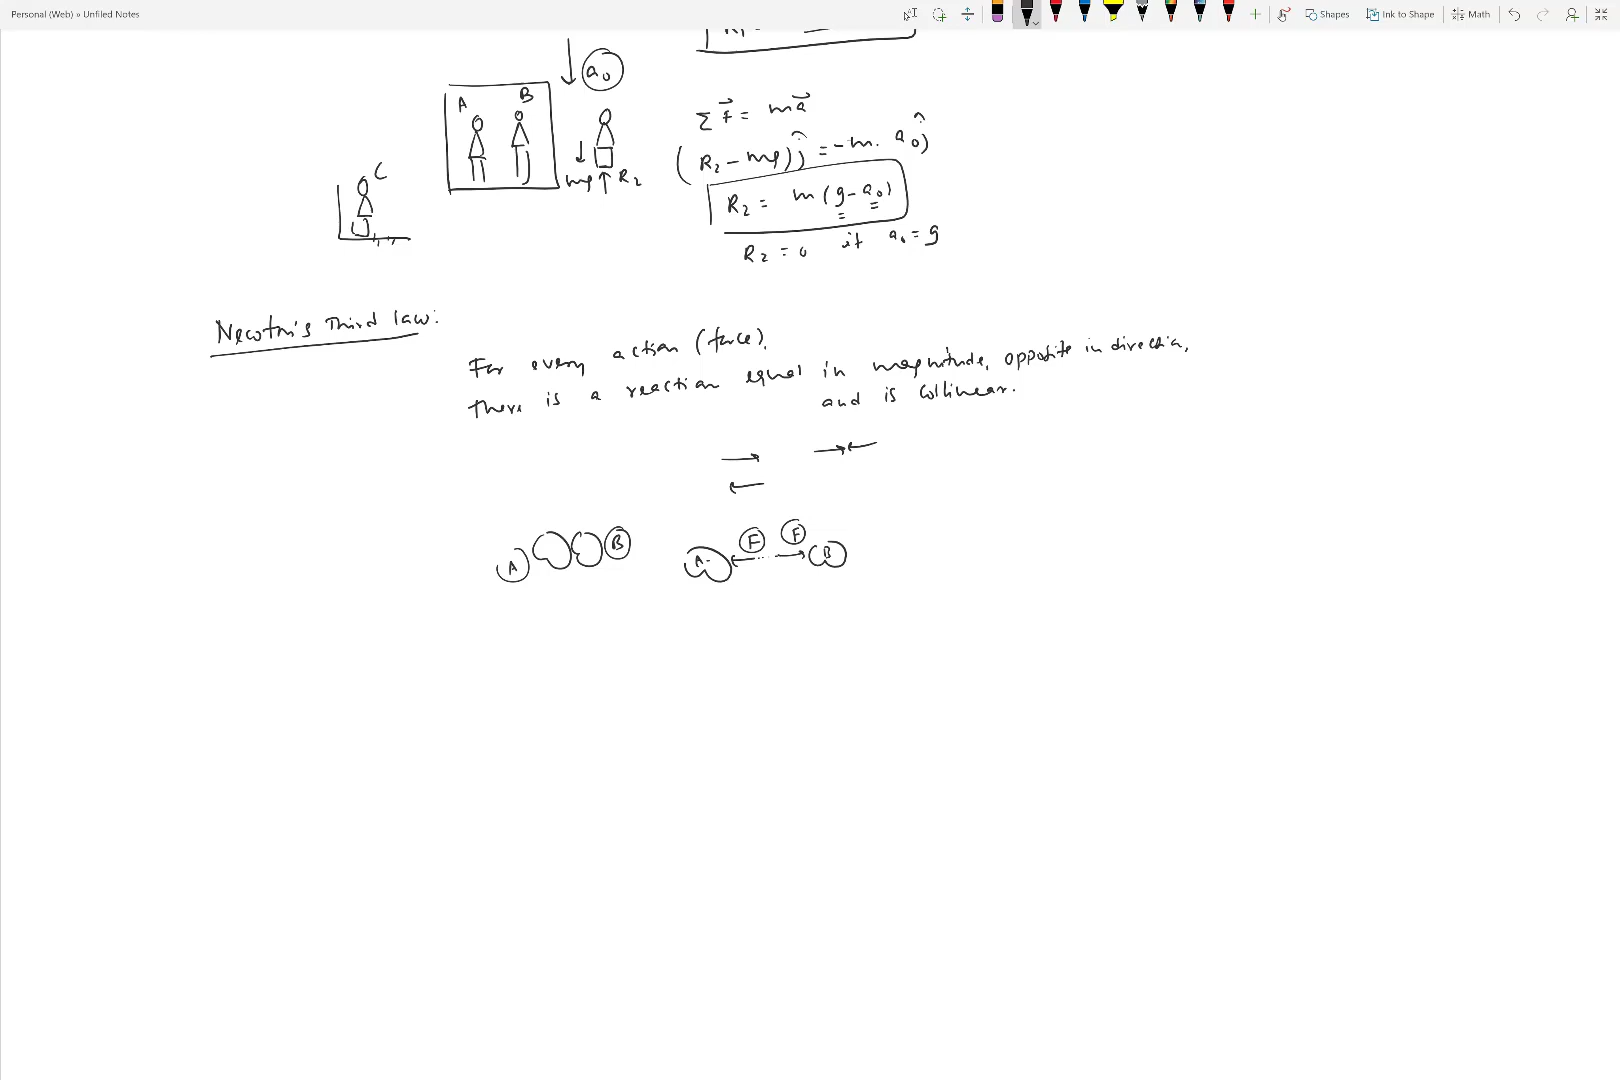 Personal (Web) » Unfiled Notes
Shapes
Ink to Shape
Math
R₁ =
a₀
A B
C
mg R₂
Σ F⃗ = m a⃗
(R₂ - mg) ĵ = -m. a₀ ĵ
R₂ = m (g - a₀)
R₂ = 0 if a₀ = g
Newton's Third law:
For every action (force),
there is a reaction equal in magnitude, opposite in direction,
and is collinear.
A B
A F F B